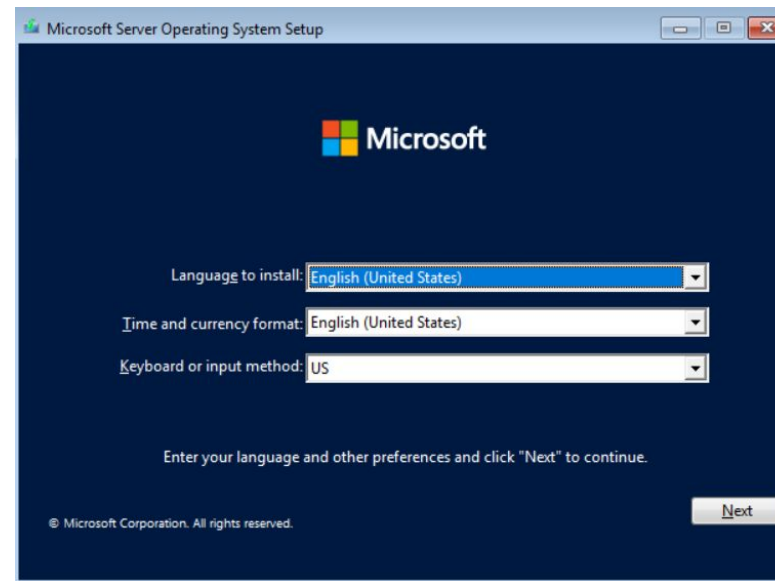 Microsoft Server Operating System Setup
Microsoft
Language to install: English (United States)
Time and currency format: English (United States)
Keyboard or input method: US
Enter your language and other preferences and click "Next" to continue.
Next
© Microsoft Corporation. All rights reserved.